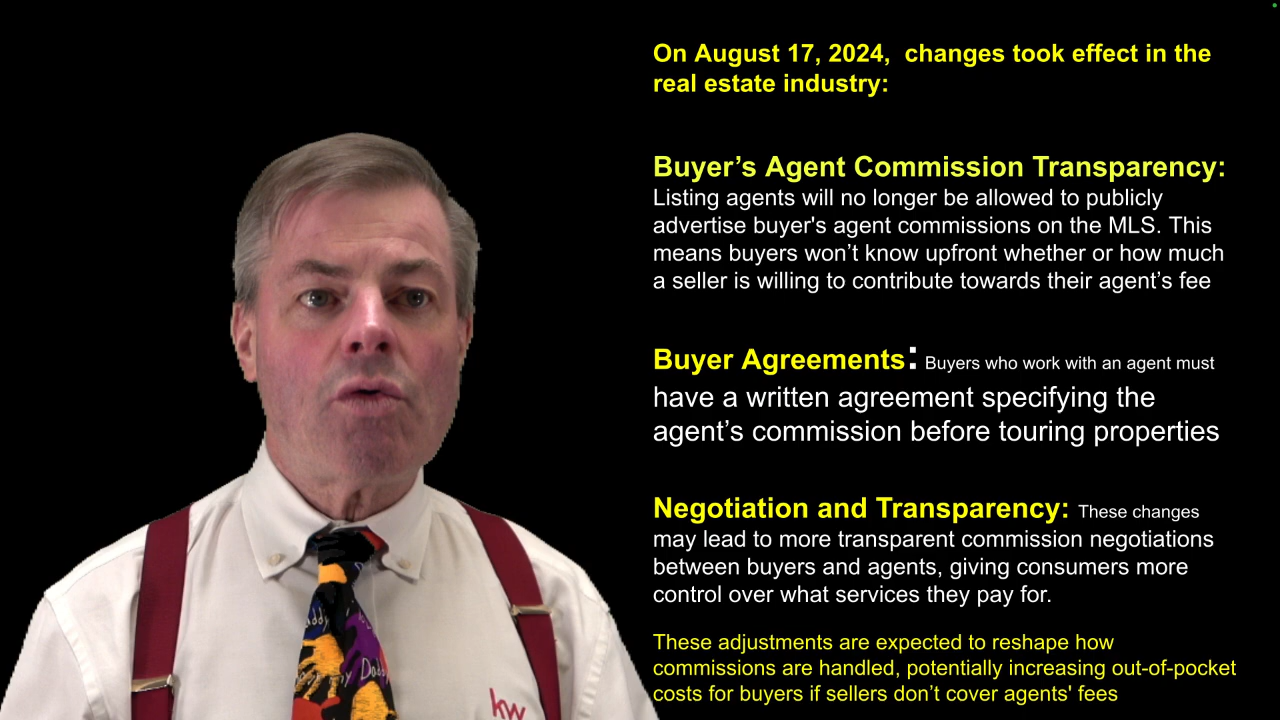 On August 17, 2024,  changes took effect in the
real estate industry:
Buyer’s Agent Commission Transparency:
Listing agents will no longer be allowed to publicly
advertise buyer's agent commissions on the MLS. This
means buyers won’t know upfront whether or how much
a seller is willing to contribute towards their agent’s fee
Buyer Agreements: Buyers who work with an agent must
have a written agreement specifying the
agent’s commission before touring properties
Negotiation and Transparency: These changes
may lead to more transparent commission negotiations
between buyers and agents, giving consumers more
control over what services they pay for.
These adjustments are expected to reshape how
commissions are handled, potentially increasing out-of-pocket
costs for buyers if sellers don’t cover agents' fees
kw